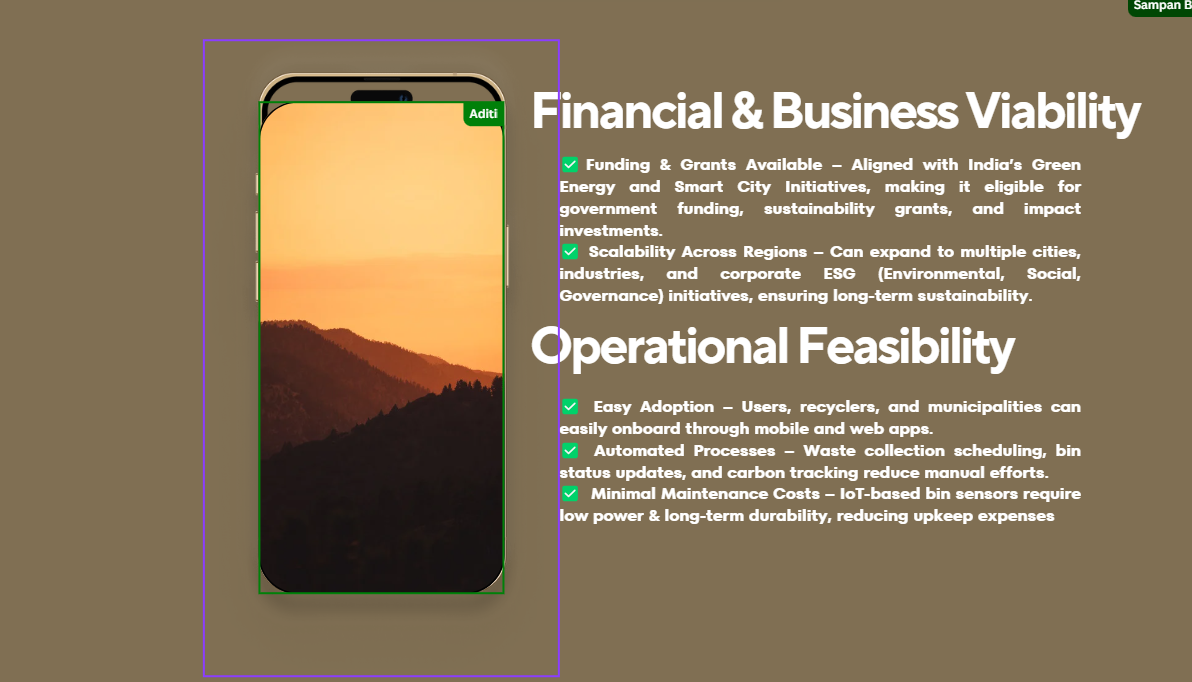 Sampan B
Aditi
Financial & Business Viability
✅ Funding & Grants Available – Aligned with India's Green
Energy and Smart City Initiatives, making it eligible for
government funding, sustainability grants, and impact
investments.
✅ Scalability Across Regions – Can expand to multiple cities,
industries, and corporate ESG (Environmental, Social,
Governance) initiatives, ensuring long-term sustainability.
Operational Feasibility
✅ Easy Adoption – Users, recyclers, and municipalities can
easily onboard through mobile and web apps.
✅ Automated Processes – Waste collection scheduling, bin
status updates, and carbon tracking reduce manual efforts.
✅ Minimal Maintenance Costs – IoT-based bin sensors require
low power & long-term durability, reducing upkeep expenses